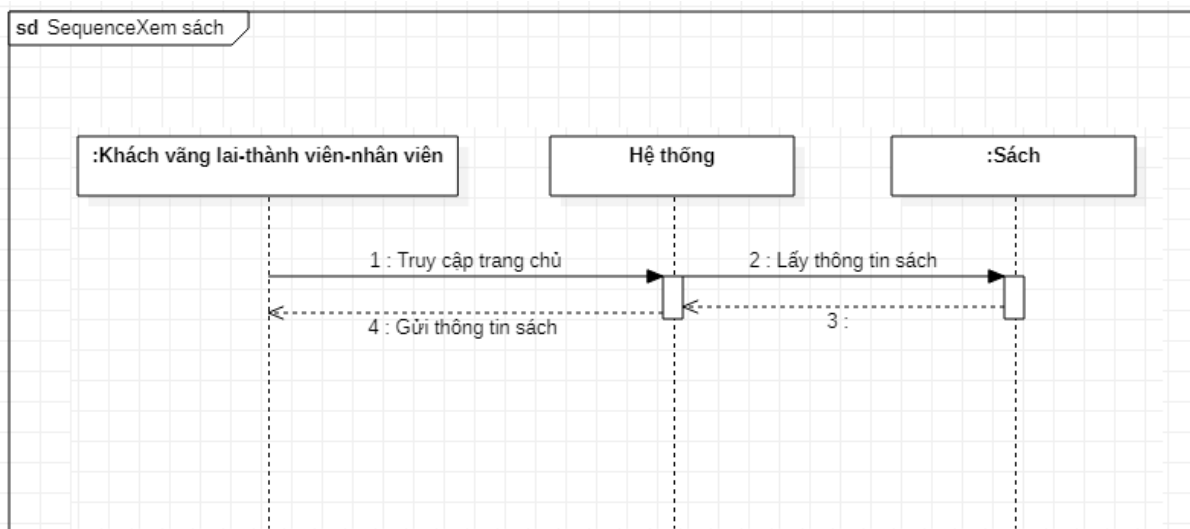 sd SequenceXem sách
:Khách vãng lai-thành viên-nhân viên
Hệ thống
:Sách
1 : Truy cập trang chủ
2 : Lấy thông tin sách
3 :
4 : Gửi thông tin sách